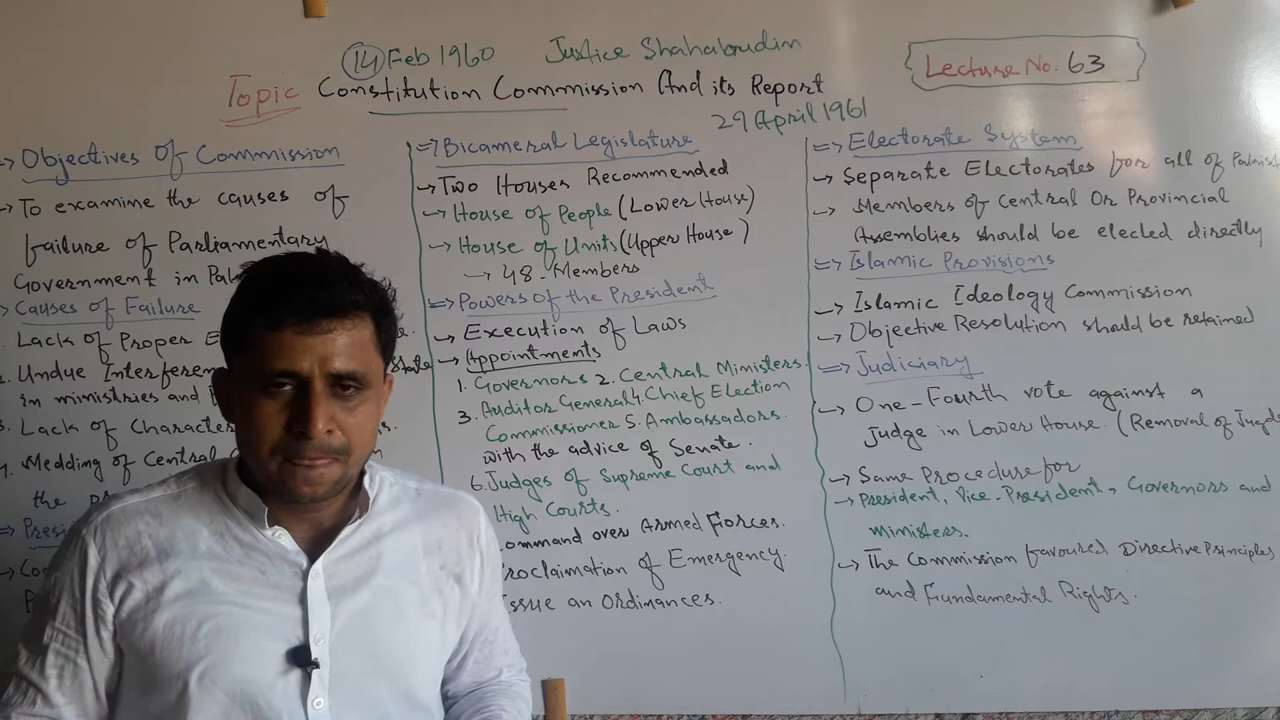 14 Feb 1960 Justice Shahabudin
Topic Constitution Commission And its Report
29 April 1961
Lecture No. 63
=> Objectives of Commission
→ To examine the causes of
failure of Parliamentary
Government in
Causes of Failure
Lack of Proper
2. Undue
State
in ministries and
3. Lack of
4. Medding of Central
the
=>
→
=> Bicameral Legislature
→ Two Houses Recommended
→ House of People (Lower House)
→ House of Units (Upper House)
→ 48 - Members
=> Powers of the President
→ Execution of Laws
→ Appointments
1. Governors 2. Central Ministers.
3. Auditor General 4. Chief Election
Commissioner 5. Ambassadors.
with the advice of Senate.
6. Judges of Supreme Court and
High Courts.
over Armed Forces.
of Emergency.
an Ordinances.
=> Electorate System
→ Separate Electorates for all of
→ Members of Central Or Provincial
Assemblies should be elected directly
=> Islamic Provisions
→ Islamic Ideology Commission
→ Objective Resolution should be retained
=> Judiciary
→ One-Fourth vote against a
Judge in Lower House. (Removal of
→ Same Procedure for
→ President, Vice-President, Governors and
ministers.
→ The Commission favoured Directive Principles
and Fundamental Rights.